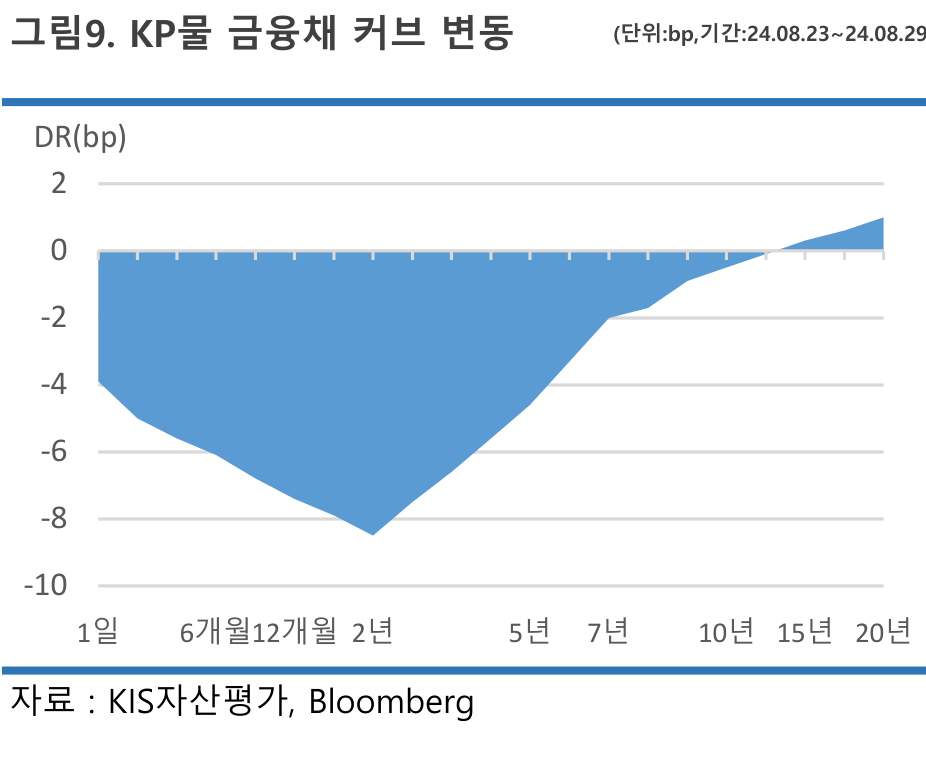 그림9. KP물 금융채 커브 변동 (단위:bp,기간:24.08.23~24.08.29
DR(bp)
2
0
-2
-4
-6
-8
-10
1일 6개월 12개월 2년 5년 7년 10년 15년 20년
자료 : KIS자산평가, Bloomberg